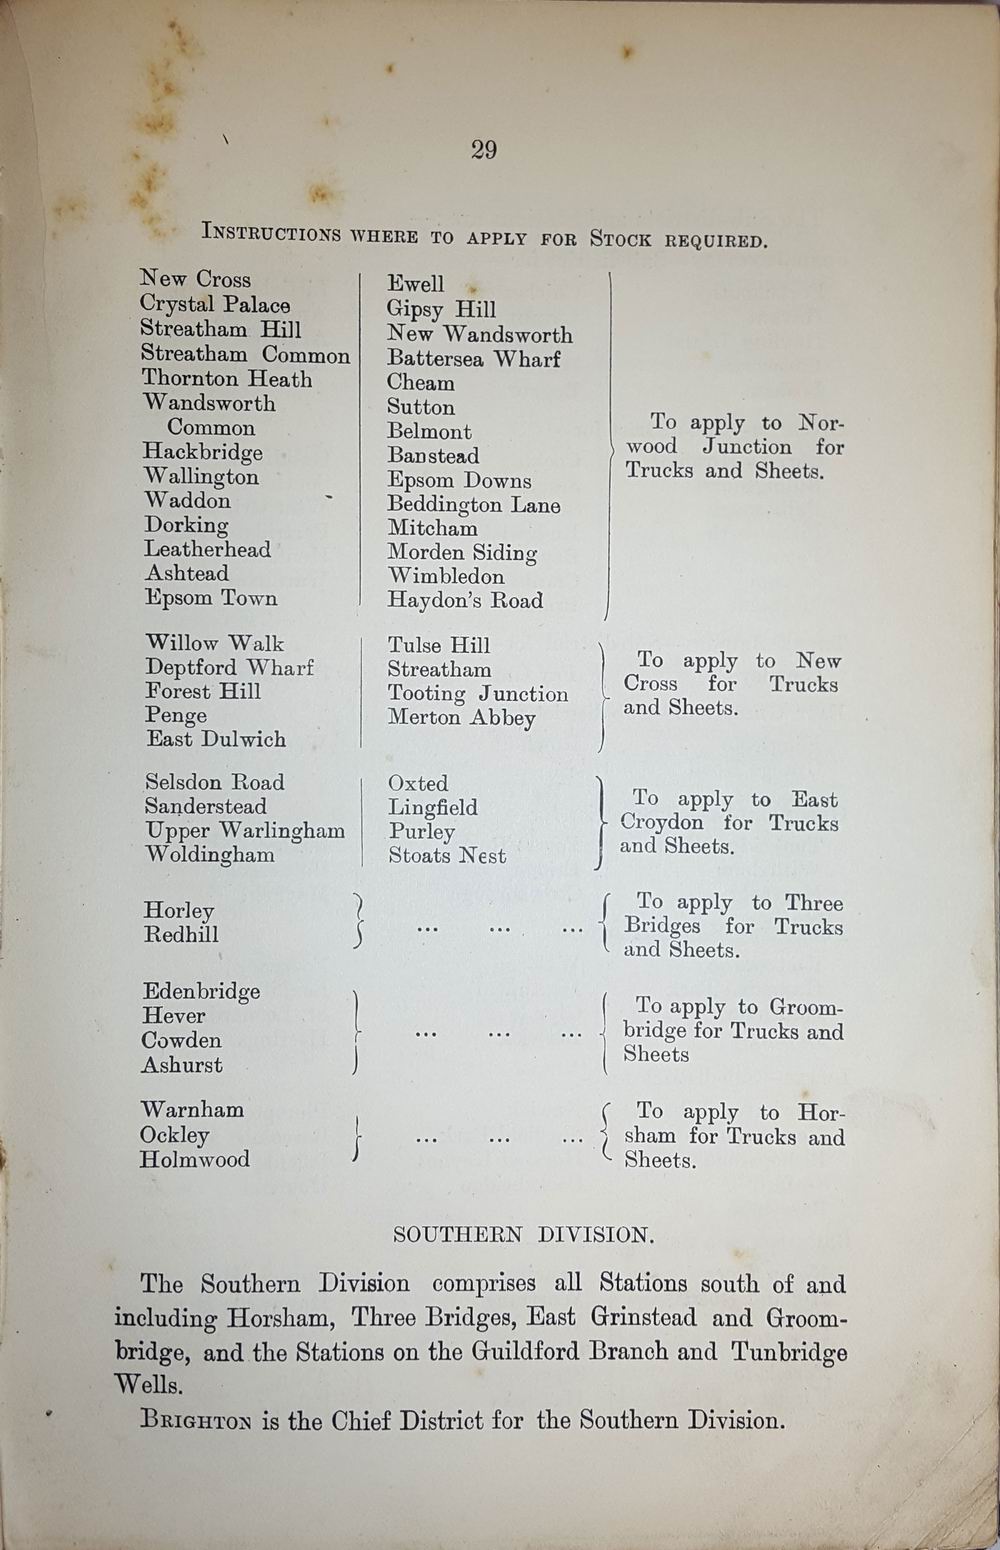 29
INSTRUCTIONS WHERE TO APPLY FOR STOCK REQUIRED.
New Cross
Crystal Palace
Streatham Hill
Streatham Common
Thornton Heath
Wandsworth
Common
Hackbridge
Wallington
Waddon
Dorking
Leatherhead
Ashtead
Epsom Town
Ewell
Gipsy Hill
New Wandsworth
Battersea Wharf
Cheam
Sutton
Belmont
Banstead
Epsom Downs
Beddington Lane
Mitcham
Morden Siding
Wimbledon
Haydon's Road
To apply to Nor-
wood Junction for
Trucks and Sheets.
Willow Walk
Deptford Wharf
Forest Hill
Penge
East Dulwich
Tulse Hill
Streatham
Tooting Junction
Merton Abbey
To apply to New
Cross for Trucks
and Sheets.
Selsdon Road
Sanderstead
Upper Warlingham
Woldingham
Oxted
Lingfield
Purley
Stoats Nest
To apply to East
Croydon for Trucks
and Sheets.
Horley
Redhill
... ... ...
To apply to Three
Bridges for Trucks
and Sheets.
Edenbridge
Hever
Cowden
Ashurst
... ... ...
To apply to Groom-
bridge for Trucks and
Sheets
Warnham
Ockley
Holmwood
... ... ...
To apply to Hor-
sham for Trucks and
Sheets.
SOUTHERN DIVISION.
The Southern Division comprises all Stations south of and
including Horsham, Three Bridges, East Grinstead and Groom-
bridge, and the Stations on the Guildford Branch and Tunbridge
Wells.
BRIGHTON is the Chief District for the Southern Division.